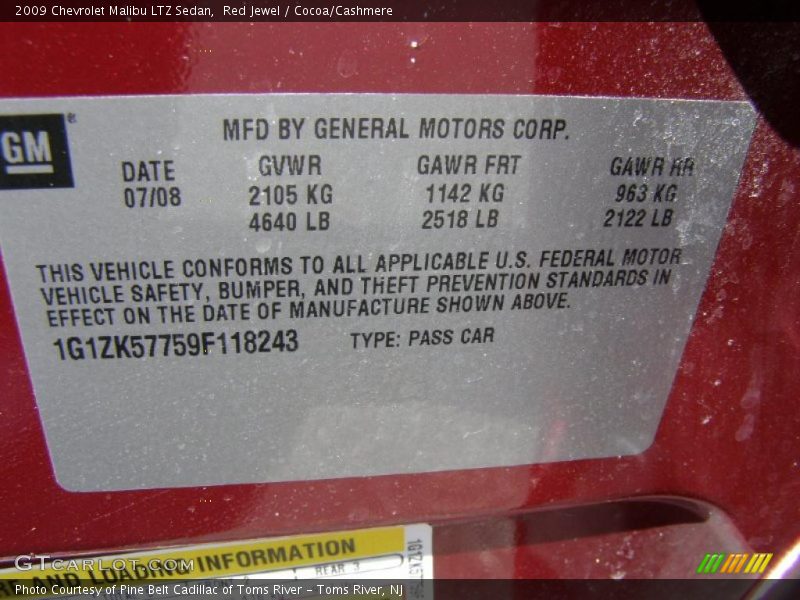 2009 Chevrolet Malibu LTZ Sedan, Red Jewel / Cocoa/Cashmere
GM®
MFD BY GENERAL MOTORS CORP.
DATE GVWR GAWR FRT GAWR RR
07/08 2105 KG 1142 KG 963 KG
4640 LB 2518 LB 2122 LB
THIS VEHICLE CONFORMS TO ALL APPLICABLE U.S. FEDERAL MOTOR
VEHICLE SAFETY, BUMPER, AND THEFT PREVENTION STANDARDS IN
EFFECT ON THE DATE OF MANUFACTURE SHOWN ABOVE.
1G1ZK57759F118243 TYPE: PASS CAR
AND LOADING INFORMATION
REAR 3
GTCarLot.com
Photo Courtesy of Pine Belt Cadillac of Toms River - Toms River, NJ